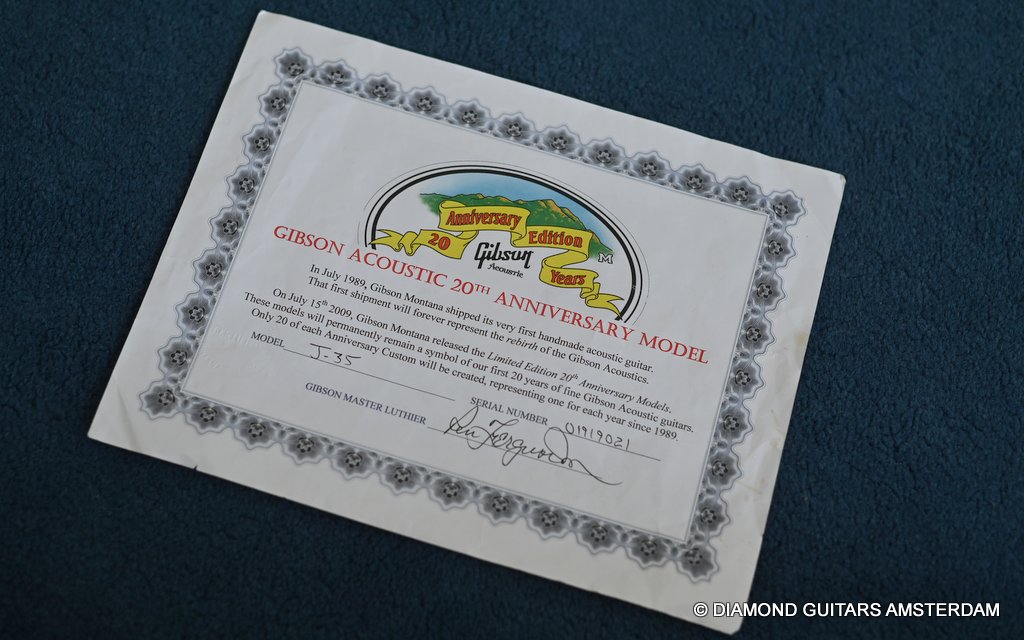 Anniversary
20
Edition
Gibson
Acoustic
M
Years
GIBSON ACOUSTIC 20TH ANNIVERSARY MODEL
In July 1989, Gibson Montana shipped its very first handmade acoustic guitar.
That first shipment will forever represent the rebirth of the Gibson Acoustics.
On July 15th 2009, Gibson Montana released the Limited Edition 20th Anniversary Models.
These models will permanently remain a symbol of our first 20 years of fine Gibson Acoustic guitars.
Only 20 of each Anniversary Custom will be created, representing one for each year since 1989.
MODEL J-35 SERIAL NUMBER 01919021
GIBSON MASTER LUTHIER Ren Ferguson
© DIAMOND GUITARS AMSTERDAM